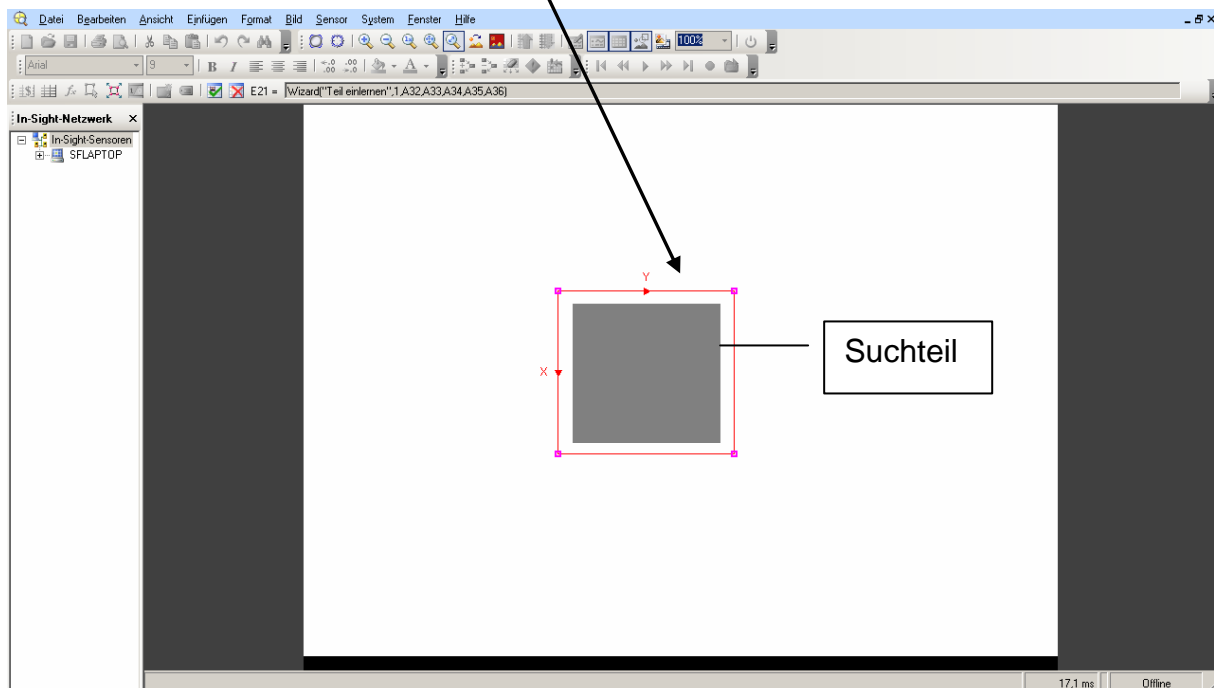 Datei Bearbeiten Ansicht Einfügen Format Bild Sensor System Fenster Hilfe
100%
Arial 9 B I
E21 = Wizard("Teil einlernen",1,A32,A33,A34,A35,A36)
In-Sight-Netzwerk
In-Sight-Sensoren
SFLAPTOP
Y
Suchteil
X
17,1 ms Offline